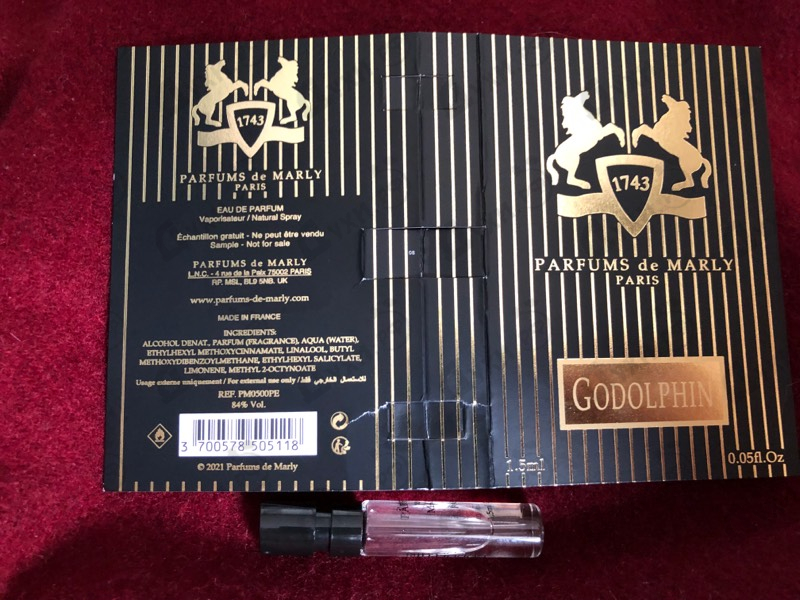 1743
PARFUMS de MARLY
PARIS
EAU DE PARFUM
Vaporisateur / Natural Spray
Échantillon gratuit - Ne peut être vendu
Sample - Not for sale
PARFUMS de MARLY
L.N.C. - 4 rue de la Paix 75002 PARIS
RP. MSL, BL9 5NB. UK
www.parfums-de-marly.com
MADE IN FRANCE
INGREDIENTS:
ALCOHOL DENAT., PARFUM (FRAGRANCE), AQUA (WATER),
ETHYLHEXYL METHOXYCINNAMATE, LINALOOL, BUTYL
METHOXYDIBENZOYLMETHANE, ETHYLHEXYL SALICYLATE,
LIMONENE, METHYL 2-OCTYNOATE
Usage externe uniquement / For external use only / للاستعمال الخارجي فقط
REF. PM0500PE
84% Vol.
3 700578 505118
© 2021 Parfums de Marly
1743
PARFUMS de MARLY
PARIS
GODOLPHIN
1.5ml
0.05fl.Oz